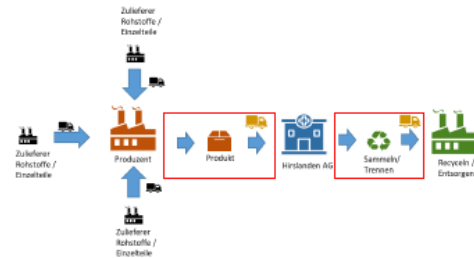 Zulieferer
Rohstoffe /
Einzelteile
Zulieferer
Rohstoffe /
Einzelteile
Produzent
Produkt
Hirslanden AG
Sammeln/
Trennen
Recyceln /
Entsorgen
Zulieferer
Rohstoffe /
Einzelteile